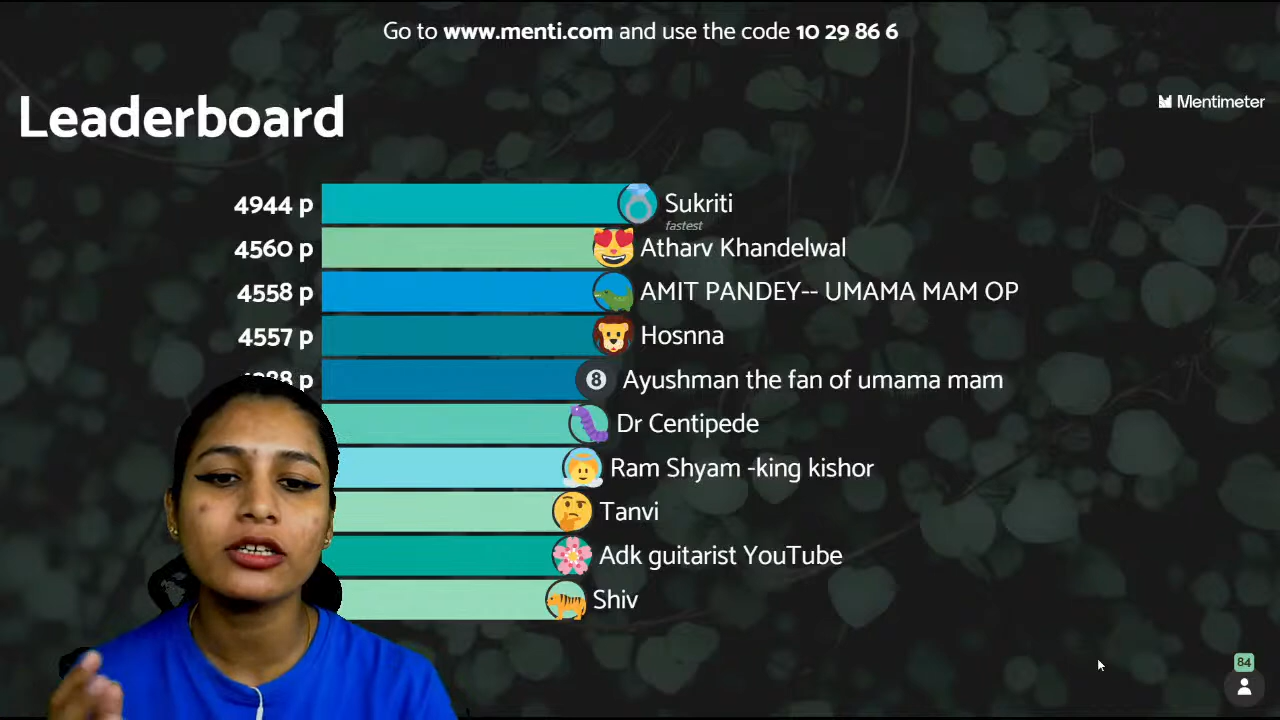 Go to www.menti.com and use the code 10 29 86 6
Leaderboard
Mentimeter
4944 p Sukriti
fastest
4560 p Atharv Khandelwal
4558 p AMIT PANDEY-- UMAMA MAM OP
4557 p Hosnna
p Ayushman the fan of umama mam
Dr Centipede
Ram Shyam -king kishor
Tanvi
Adk guitarist YouTube
Shiv
84